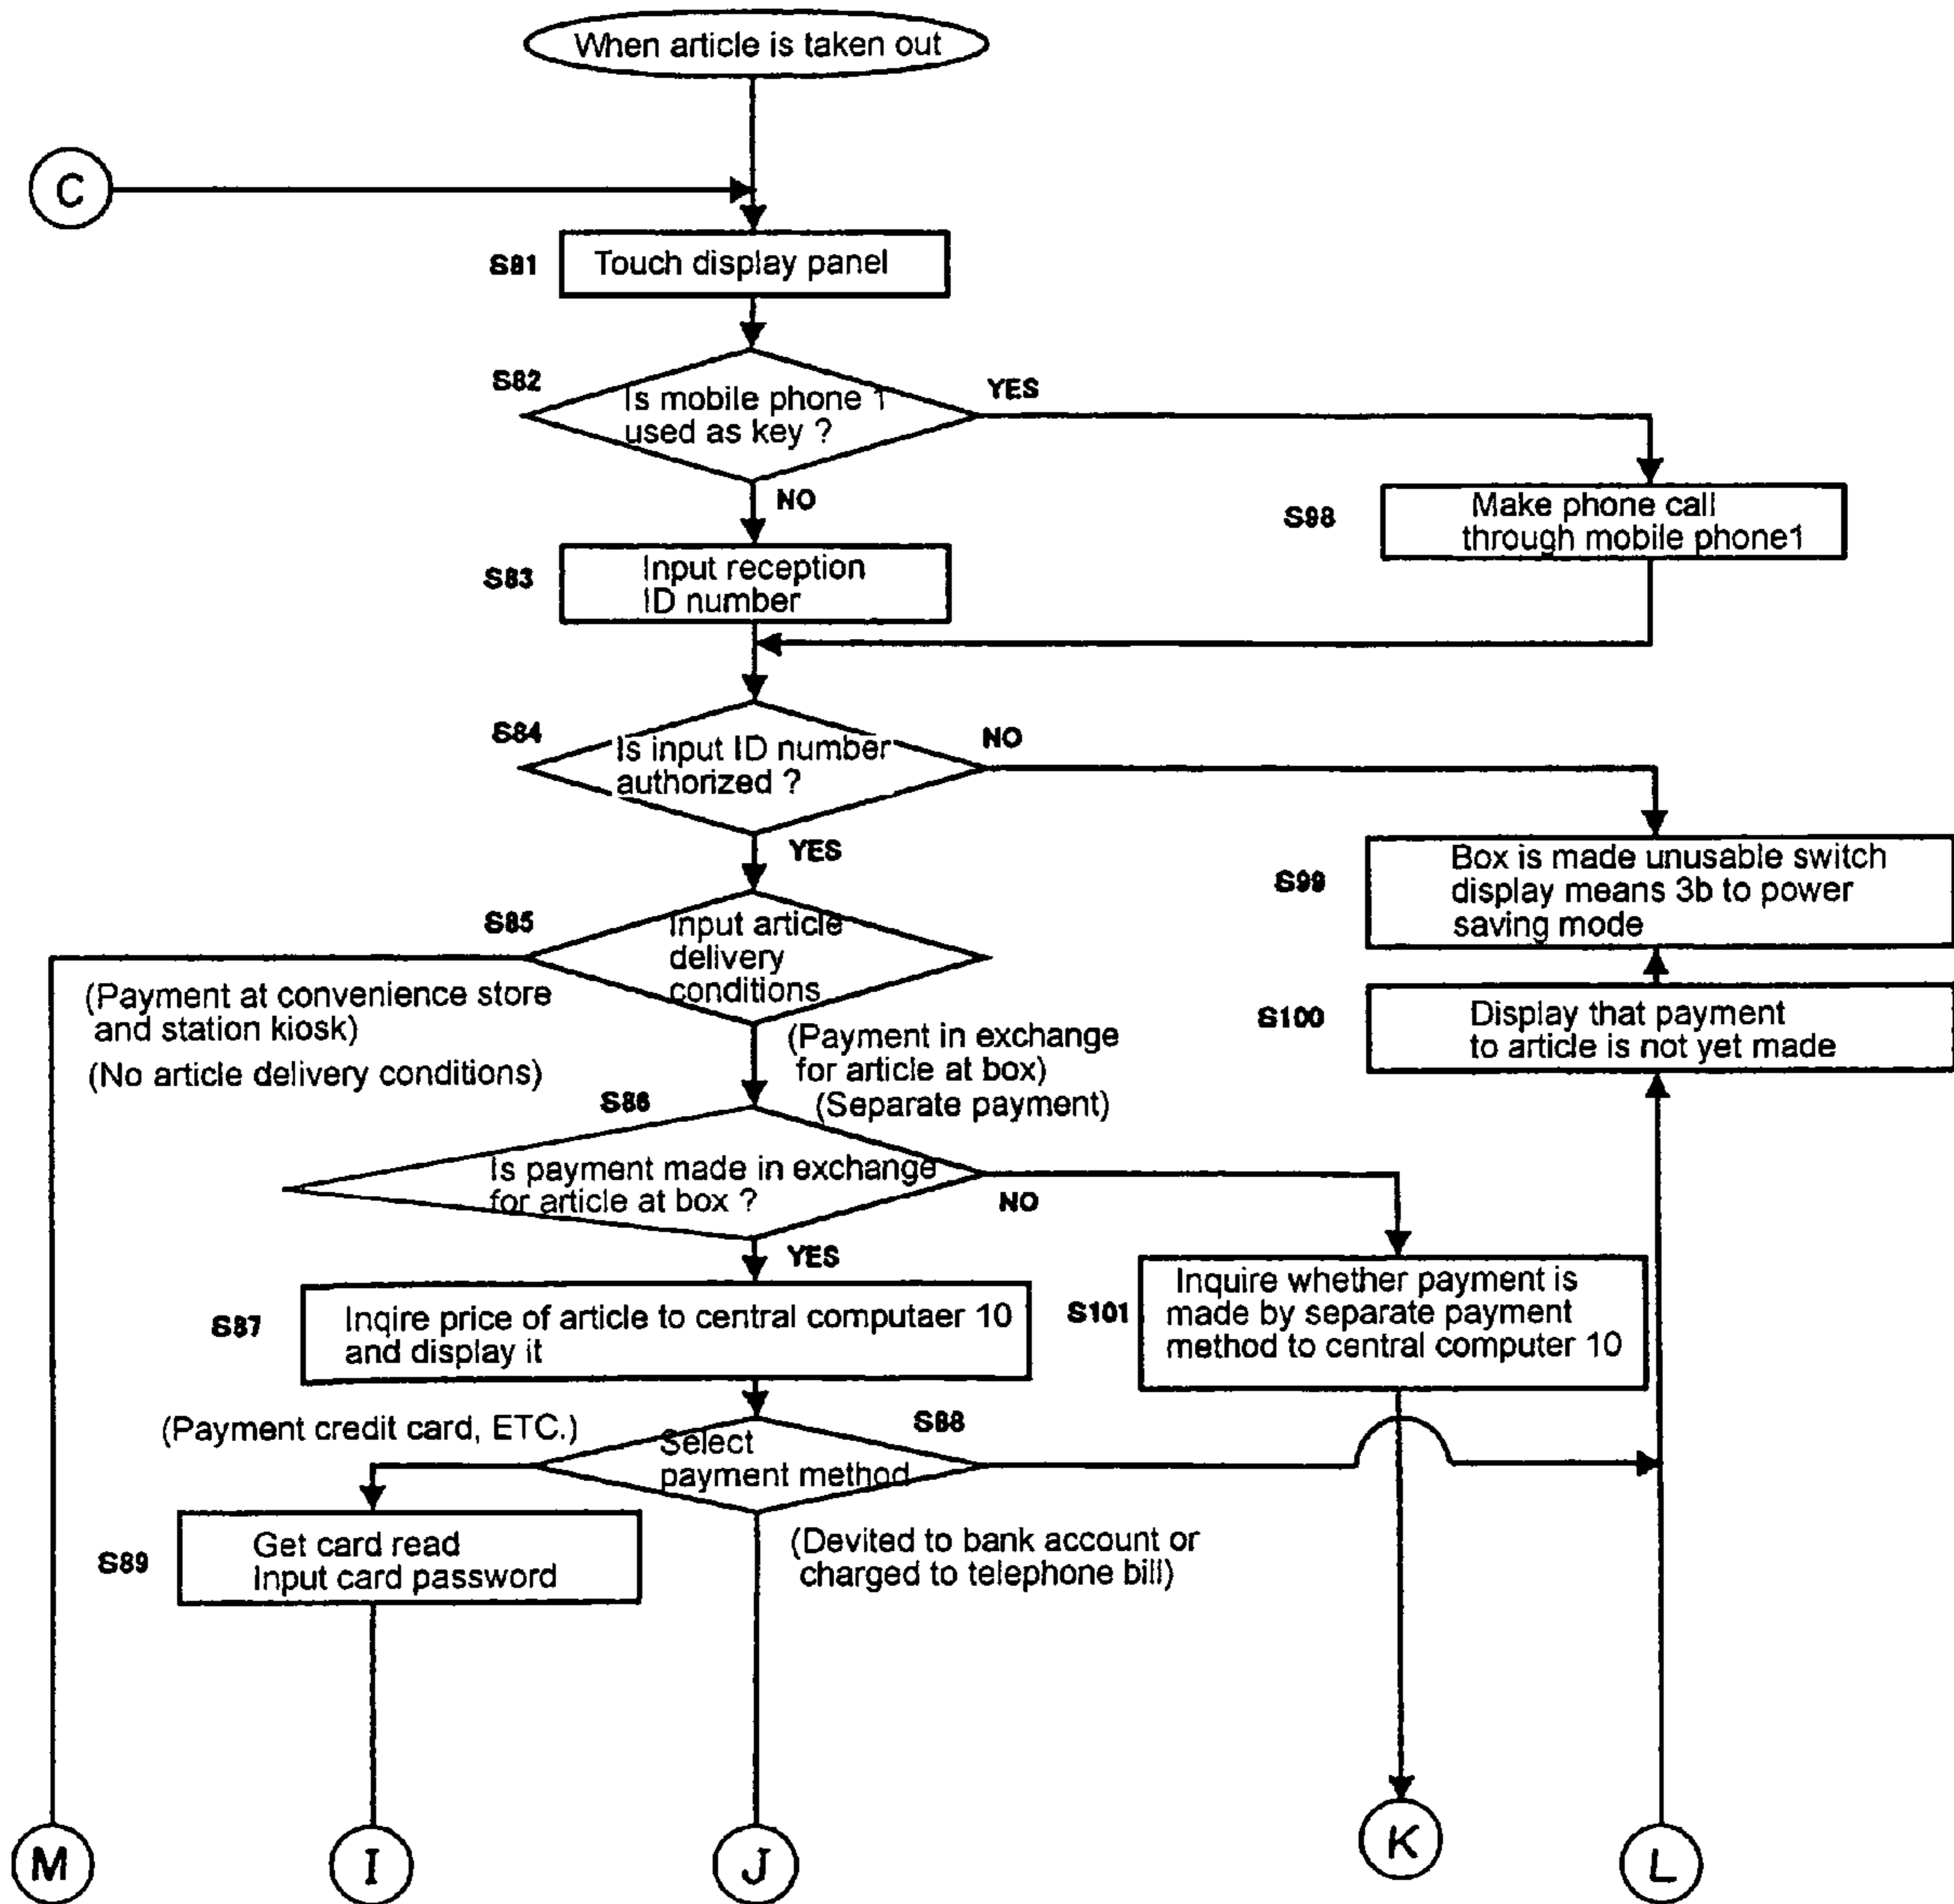 When article is taken out
C
S81
Touch display panel
S82
Is mobile phone 1
used as key ?
YES
NO
S98
Make phone call
through mobile phone1
S83
Input reception
ID number
S84
Is input ID number
authorized ?
NO
YES
S99
Box is made unusable switch
display means 3b to power
saving mode
S85
Input article
delivery
conditions
(Payment at convenience store
and station kiosk)
(No article delivery conditions)
(Payment in exchange
for article at box)
(Separate payment)
S100
Display that payment
to article is not yet made
S86
Is payment made in exchange
for article at box ?
NO
YES
S87
Inqire price of article to central computaer 10
and display it
S101
Inquire whether payment is
made by separate payment
method to central computer 10
(Payment credit card, ETC.)
S88
Select
payment method
S89
Get card read
Input card password
(Devited to bank account or
charged to telephone bill)
M
I
J
K
L